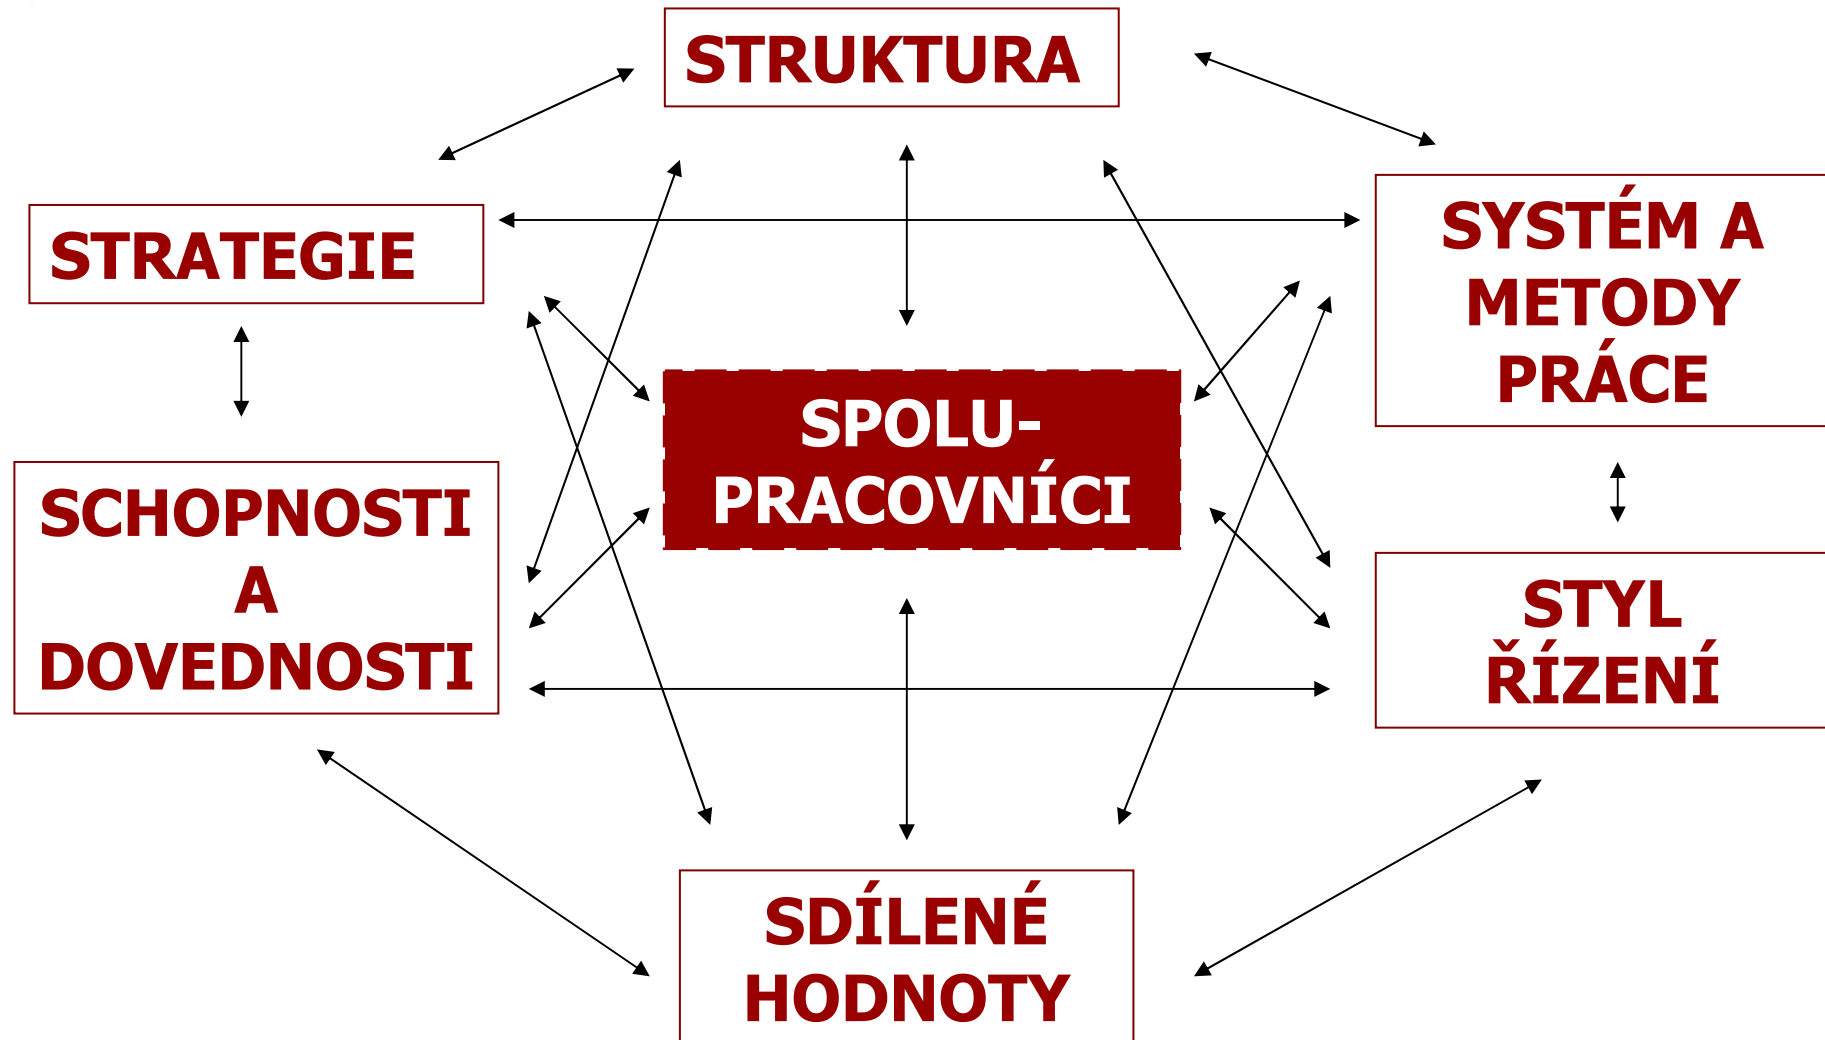 STRUKTURA
STRATEGIE
SYSTÉM A
METODY
PRÁCE
SPOLU-
PRACOVNÍCI
SCHOPNOSTI
A
DOVEDNOSTI
STYL
ŘÍZENÍ
SDÍLENÉ
HODNOTY